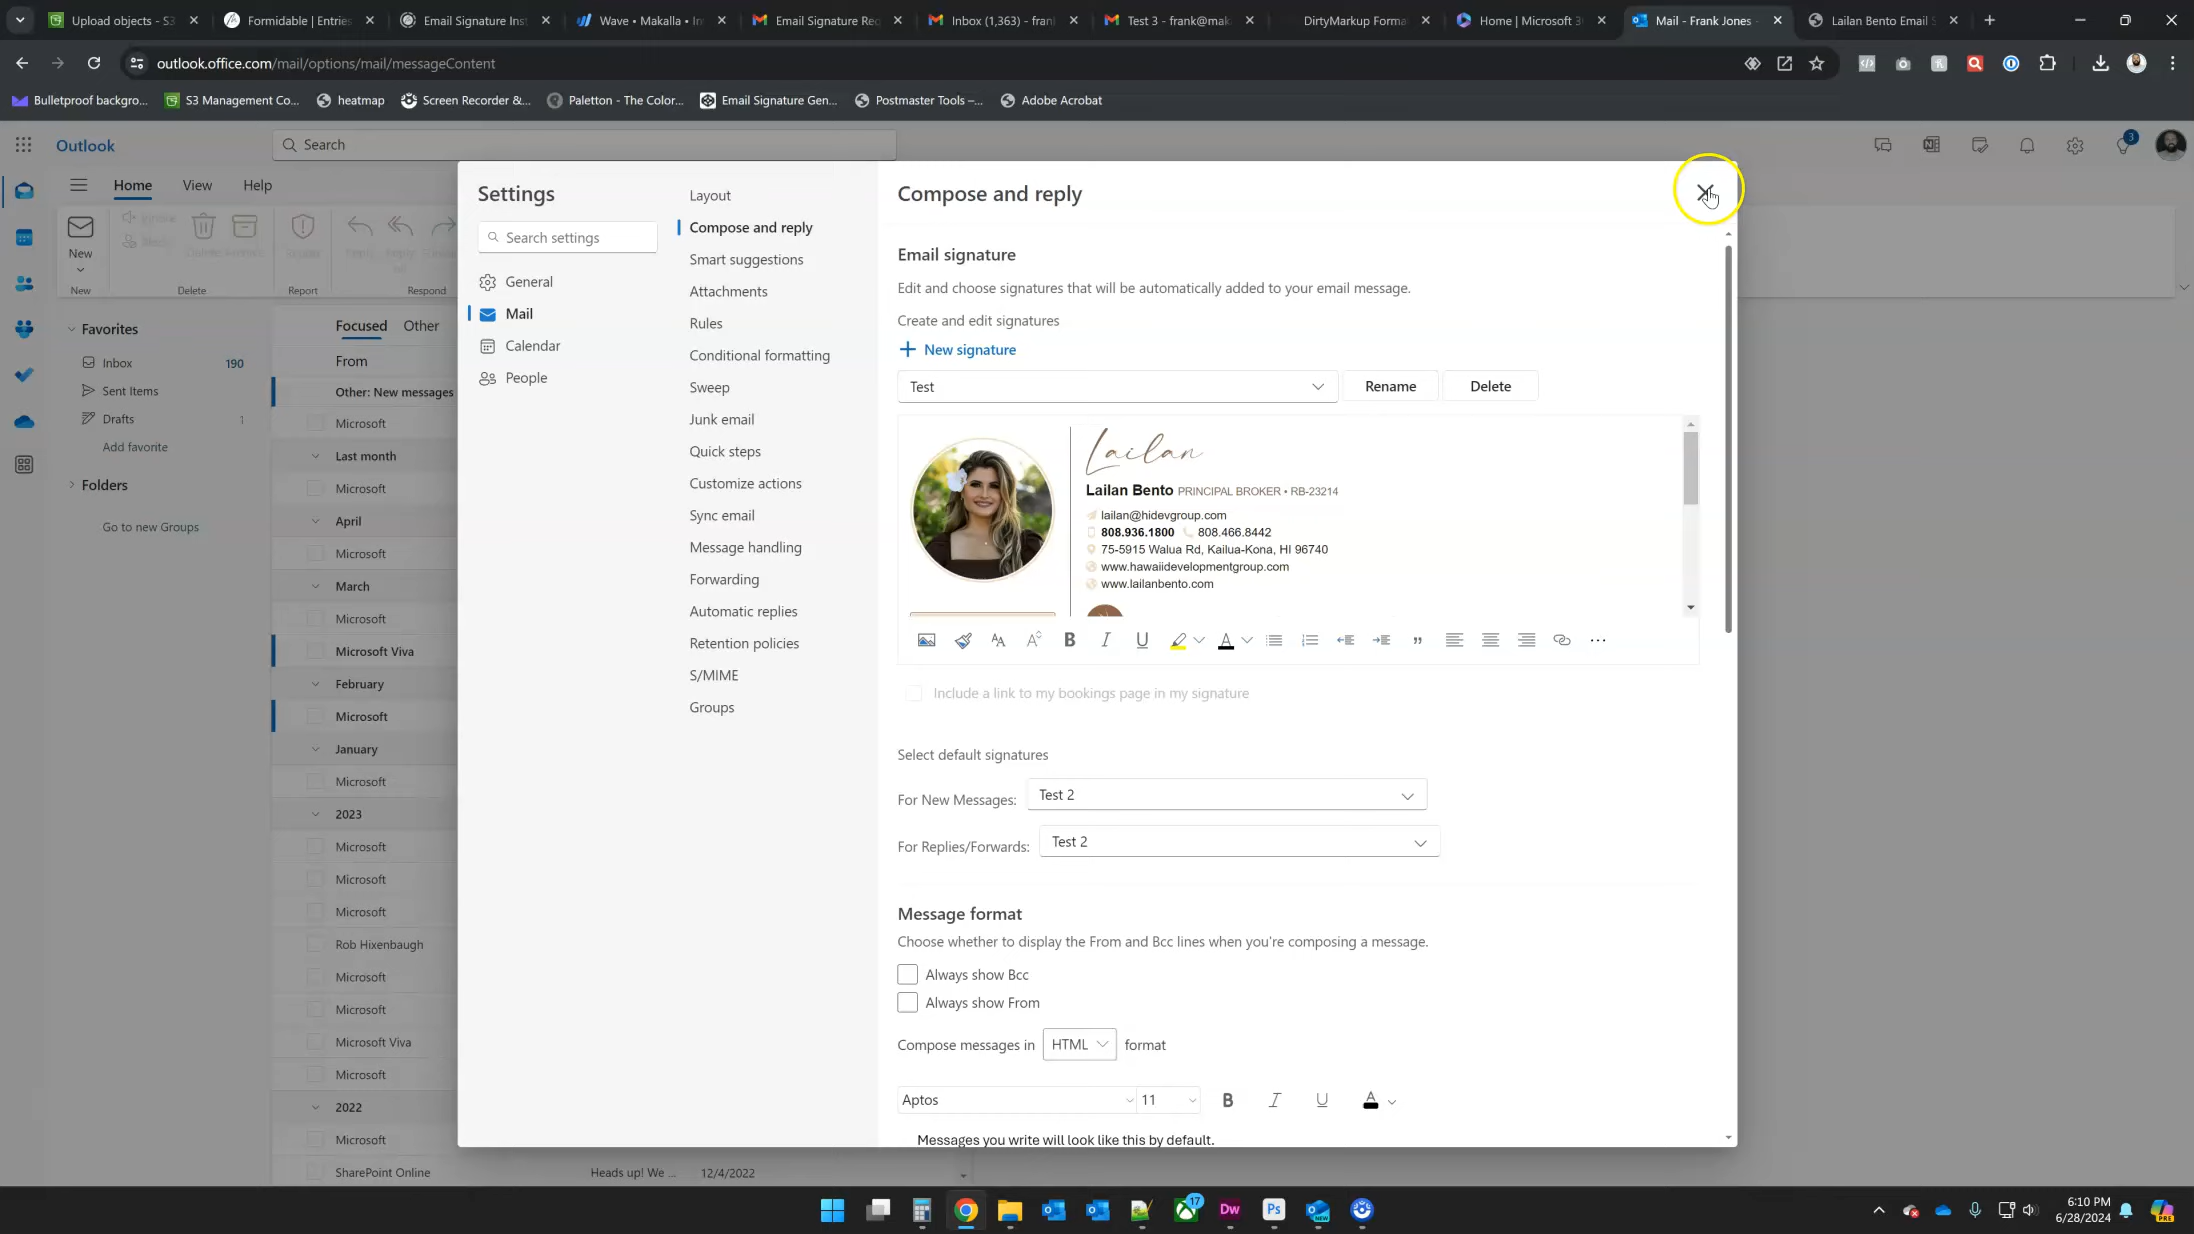 Upload objects - S3
Formidable | Entries
Email Signature Inst
Wave • Makalla • In
Email Signature Req
Inbox (1,363) - frank
Test 3 - frank@mak
DirtyMarkup Forma
Home | Microsoft 3
Mail - Frank Jones -
Lailan Bento Email S
outlook.office.com/mail/options/mail/messageContent
Bulletproof backgro...
S3 Management Co...
heatmap
Screen Recorder &...
Paletton - The Color...
Email Signature Gen...
Postmaster Tools –...
Adobe Acrobat
Outlook
Search
3
Home
View
Help
New
New
Delete
Report
Respond
Favorites
Inbox 190
Sent Items
Drafts 1
Add favorite
Folders
Go to new Groups
Focused Other
From
Other: New messages
Microsoft
Last month
Microsoft
April
Microsoft
March
Microsoft
Microsoft Viva
February
Microsoft
January
Microsoft
2023
Microsoft
Microsoft
Microsoft
Rob Hixenbaugh
Microsoft
Microsoft
Microsoft Viva
Microsoft
2022
Microsoft
SharePoint Online Heads up! We ... 12/4/2022
Settings
Search settings
General
Mail
Calendar
People
Layout
Compose and reply
Smart suggestions
Attachments
Rules
Conditional formatting
Sweep
Junk email
Quick steps
Customize actions
Sync email
Message handling
Forwarding
Automatic replies
Retention policies
S/MIME
Groups
Compose and reply
Email signature
Edit and choose signatures that will be automatically added to your email message.
Create and edit signatures
New signature
Test
Rename
Delete
Lailan
Lailan Bento PRINCIPAL BROKER • RB-23214
lailan@hidevgroup.com
808.936.1800 808.466.8442
75-5915 Walua Rd, Kailua-Kona, HI 96740
www.hawaiidevelopmentgroup.com
www.lailanbento.com
Include a link to my bookings page in my signature
Select default signatures
For New Messages: Test 2
For Replies/Forwards: Test 2
Message format
Choose whether to display the From and Bcc lines when you're composing a message.
Always show Bcc
Always show From
Compose messages in HTML format
Aptos 11
Messages you write will look like this by default.
17
Dw
Ps
NEW
6:10 PM
6/28/2024
PRE